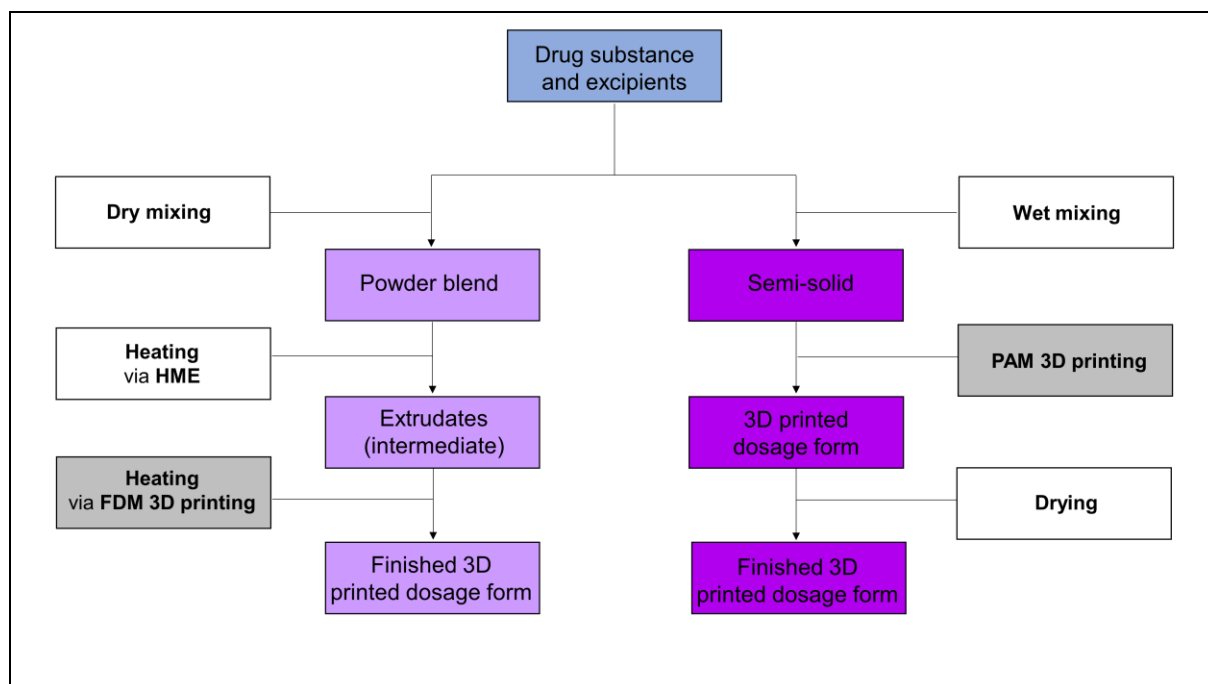 Drug substance
and excipients
Dry mixing
Wet mixing
Powder blend
Semi-solid
Heating
via HME
PAM 3D printing
Extrudates
(intermediate)
3D printed
dosage form
Heating
via FDM 3D printing
Drying
Finished 3D
printed dosage form
Finished 3D
printed dosage form